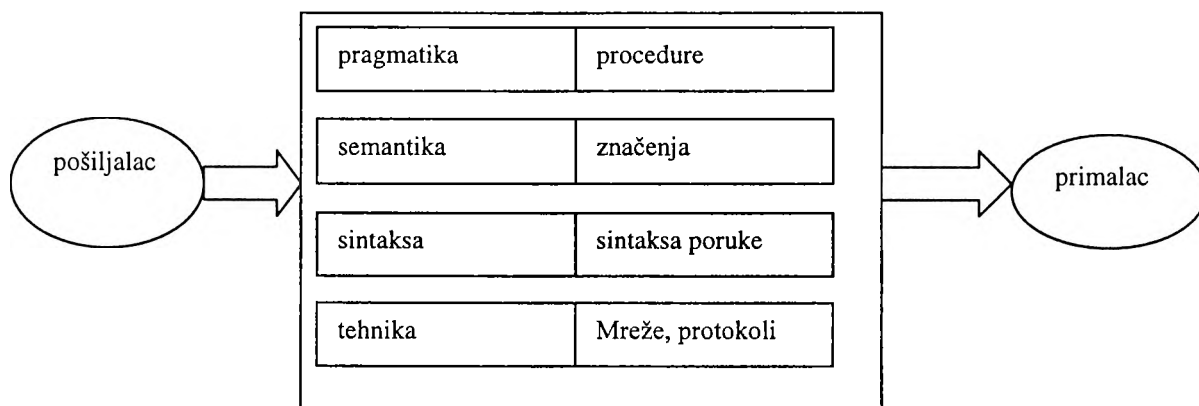 pragmatika procedure
pošiljalac
semantika značenja
primalac
sintaksa sintaksa poruke
tehnika Mreže, protokoli